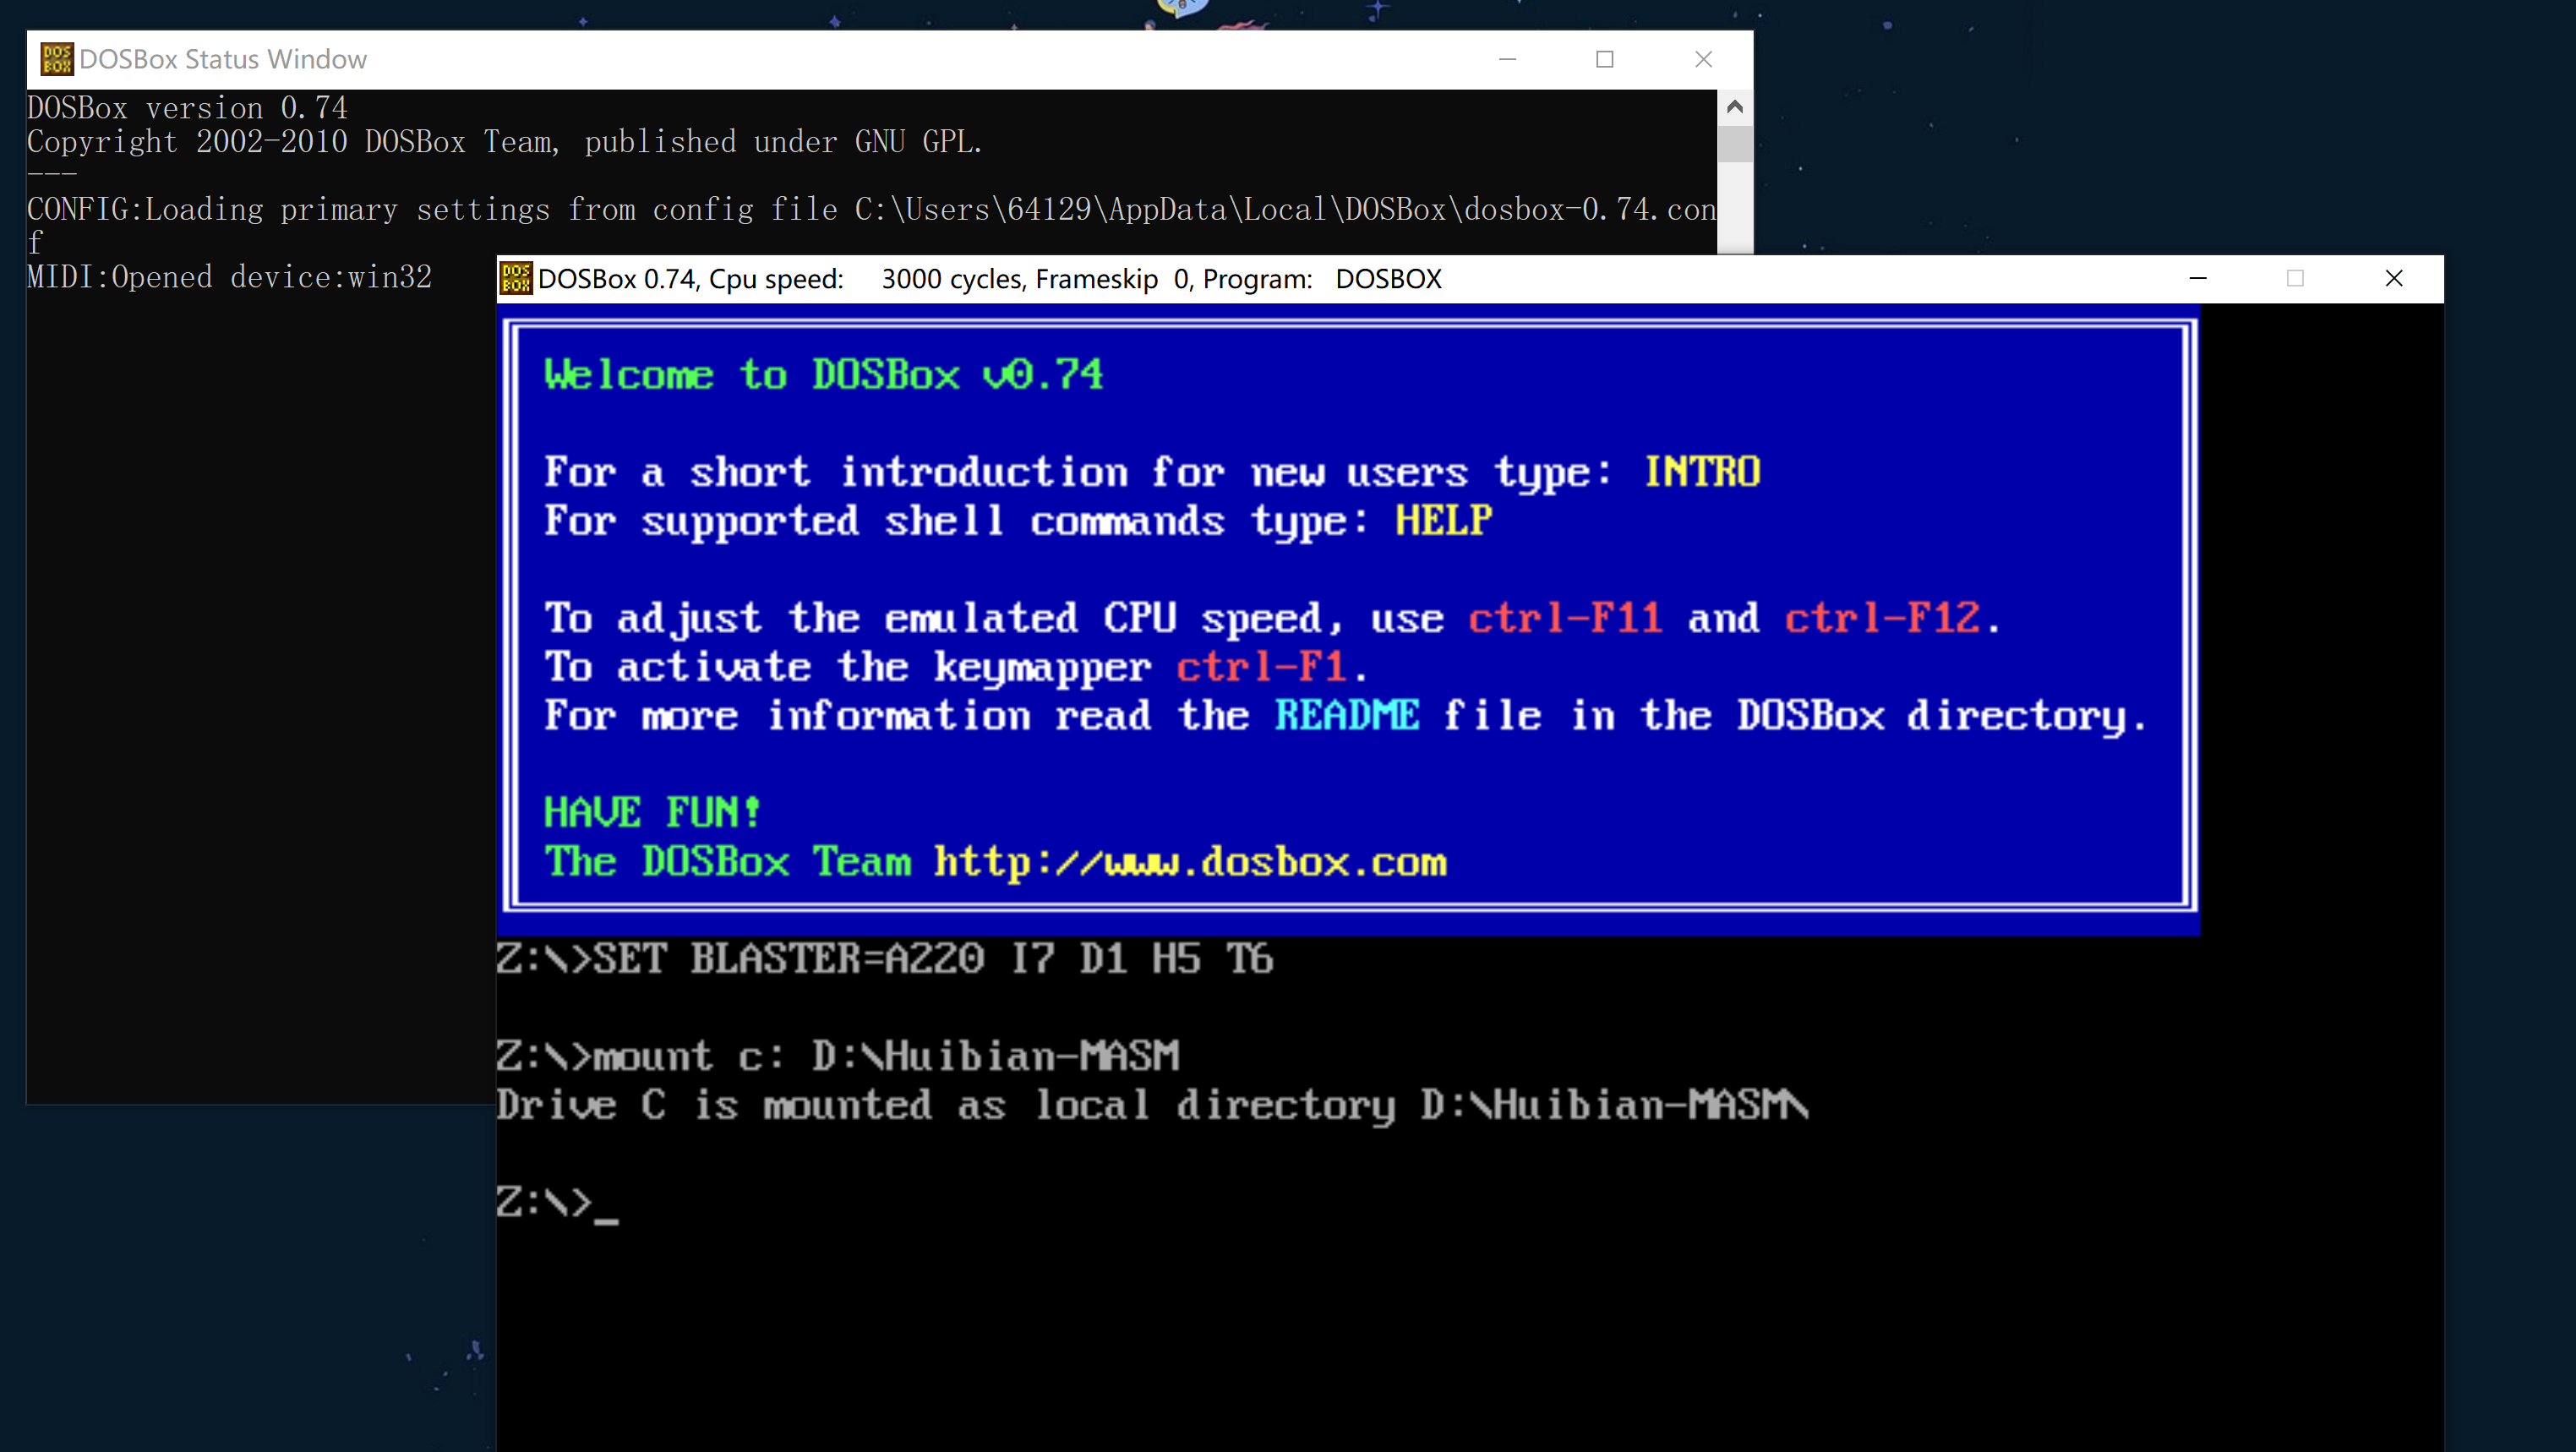 DOS
BOX
DOSBox Status Window
DOSBox version 0.74
Copyright 2002-2010 DOSBox Team, published under GNU GPL.
---
CONFIG:Loading primary settings from config file C:\Users\64129\AppData\Local\DOSBox\dosbox-0.74.con
f
MIDI:Opened device:win32
DOS
BOX
DOSBox 0.74, Cpu speed: 3000 cycles, Frameskip 0, Program: DOSBOX
Welcome to DOSBox v0.74
For a short introduction for new users type: INTRO
For supported shell commands type: HELP
To adjust the emulated CPU speed, use ctrl-F11 and ctrl-F12.
To activate the keymapper ctrl-F1.
For more information read the README file in the DOSBox directory.
HAVE FUN!
The DOSBox Team http://www.dosbox.com
Z:\>SET BLASTER=A220 I7 D1 H5 T6
Z:\>mount c: D:\Huibian-MASM
Drive C is mounted as local directory D:\Huibian-MASM\
Z:\>_